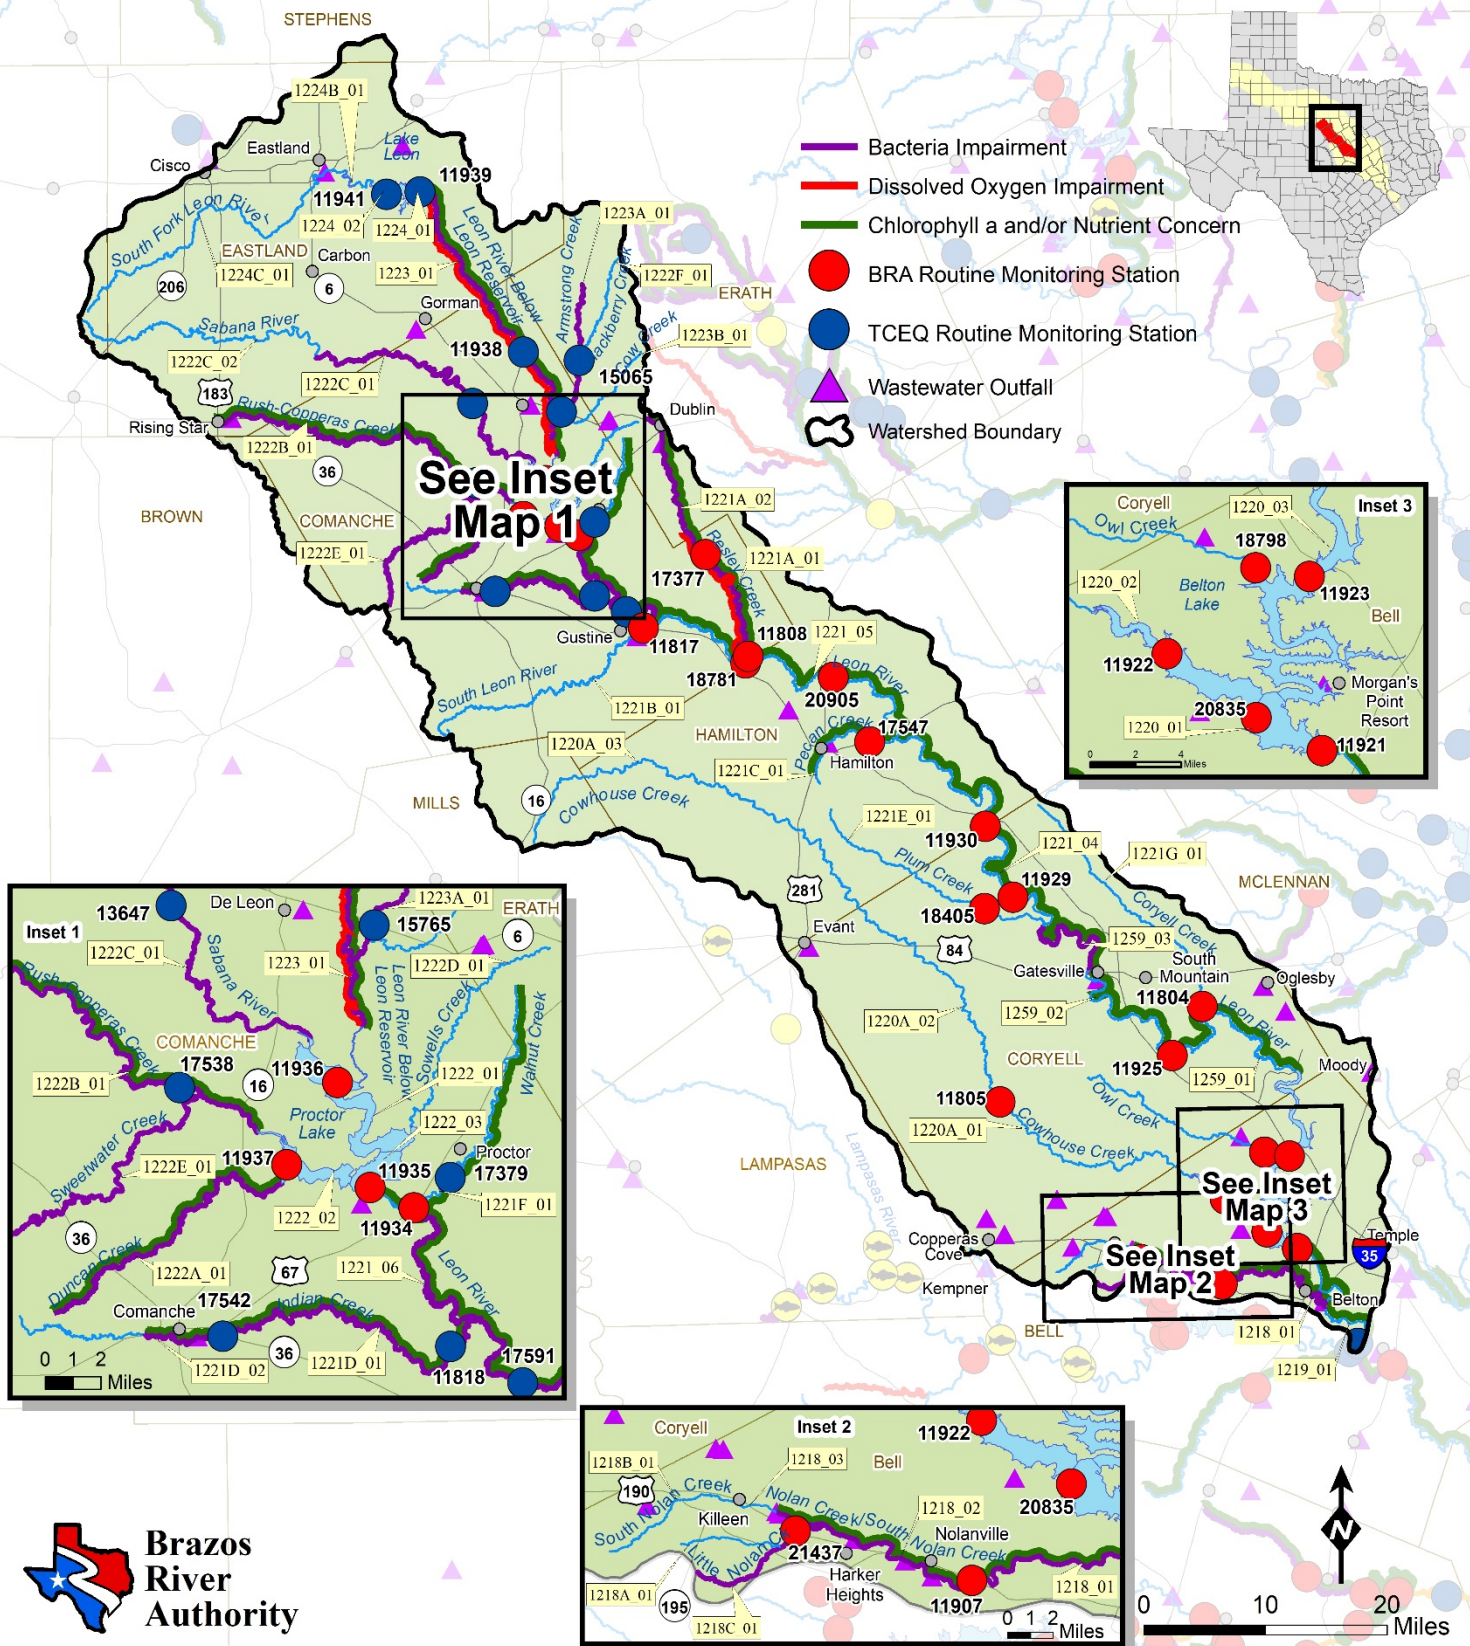 STEPHENS
1224B_01
Lake
Leon
Eastland
Cisco
11939
11941
South Fork Leon River
1224_02
1224_01
EASTLAND
1224C_01
Carbon
1223_01
206
6
Gorman
Leon River Below
Leon Reservoir
Armstrong Creek
1223A_01
Blackberry Creek
1222F_01
ERATH
Cow Creek
1223B_01
Sabana River
1222C_02
1222C_01
11938
15065
183
Rush-Copperas Creek
Rising Star
1222B_01
36
Dublin
See Inset
Map 1
BROWN
COMANCHE
1222E_01
1221A_02
Resley Creek
1221A_01
17377
Gustine
11817
11808
18781
1221_05
Leon River
20905
South Leon River
1221B_01
HAMILTON
Pecan Creek
17547
1220A_03
1221C_01
Hamilton
MILLS
16
Cowhouse Creek
1221E_01
11930
1221_04
1221G_01
Plum Creek
11929
18405
281
Evant
84
MCLENNAN
Coryell Creek
1259_03
South
Mountain
Gatesville
Oglesby
11804
1259_02
Leon River
1220A_02
CORYELL
11925
1259_01
Moody
11805
Owl Creek
1220A_01
Cowhouse Creek
LAMPASAS
Lampasas River
See Inset
Map 3
Copperas
Cove
See Inset
Map 2
Temple
35
Kempner
Belton
BELL
1218_01
1219_01
Bacteria Impairment
Dissolved Oxygen Impairment
Chlorophyll a and/or Nutrient Concern
BRA Routine Monitoring Station
TCEQ Routine Monitoring Station
Wastewater Outfall
Watershed Boundary
Inset 3
Coryell
1220_03
Owl Creek
18798
1220_02
Belton
Lake
11923
Bell
11922
Morgan's
Point
Resort
20835
1220_01
11921
0 2 4
Miles
Inset 1
13647
De Leon
1223A_01
ERATH
15765
6
1222C_01
Sabana River
1223_01
Leon River Below
Leon Reservoir
1222D_01
Sowells Creek
Walnut Creek
Rush-Copperas Creek
COMANCHE
17538
1222B_01
16
11936
1222_01
Proctor
Lake
1222_03
Sweetwater Creek
1222E_01
11937
11935
Proctor
17379
1222_02
11934
1221F_01
36
Duncan Creek
1222A_01
67
1221_06
Leon River
Comanche
17542
Indian Creek
1221D_02
36
1221D_01
11818
17591
0 1 2
Miles
Inset 2
Coryell
11922
1218B_01
1218_03
Bell
190
South Nolan Creek
Nolan Creek/South
Nolan Creek
1218_02
20835
Killeen
Nolanville
Little Nolan Cr
21437
Harker
Heights
1218A_01
195
1218C_01
11907
1218_01
0 1 2
Miles
Brazos
River
Authority
N
0 10 20
Miles